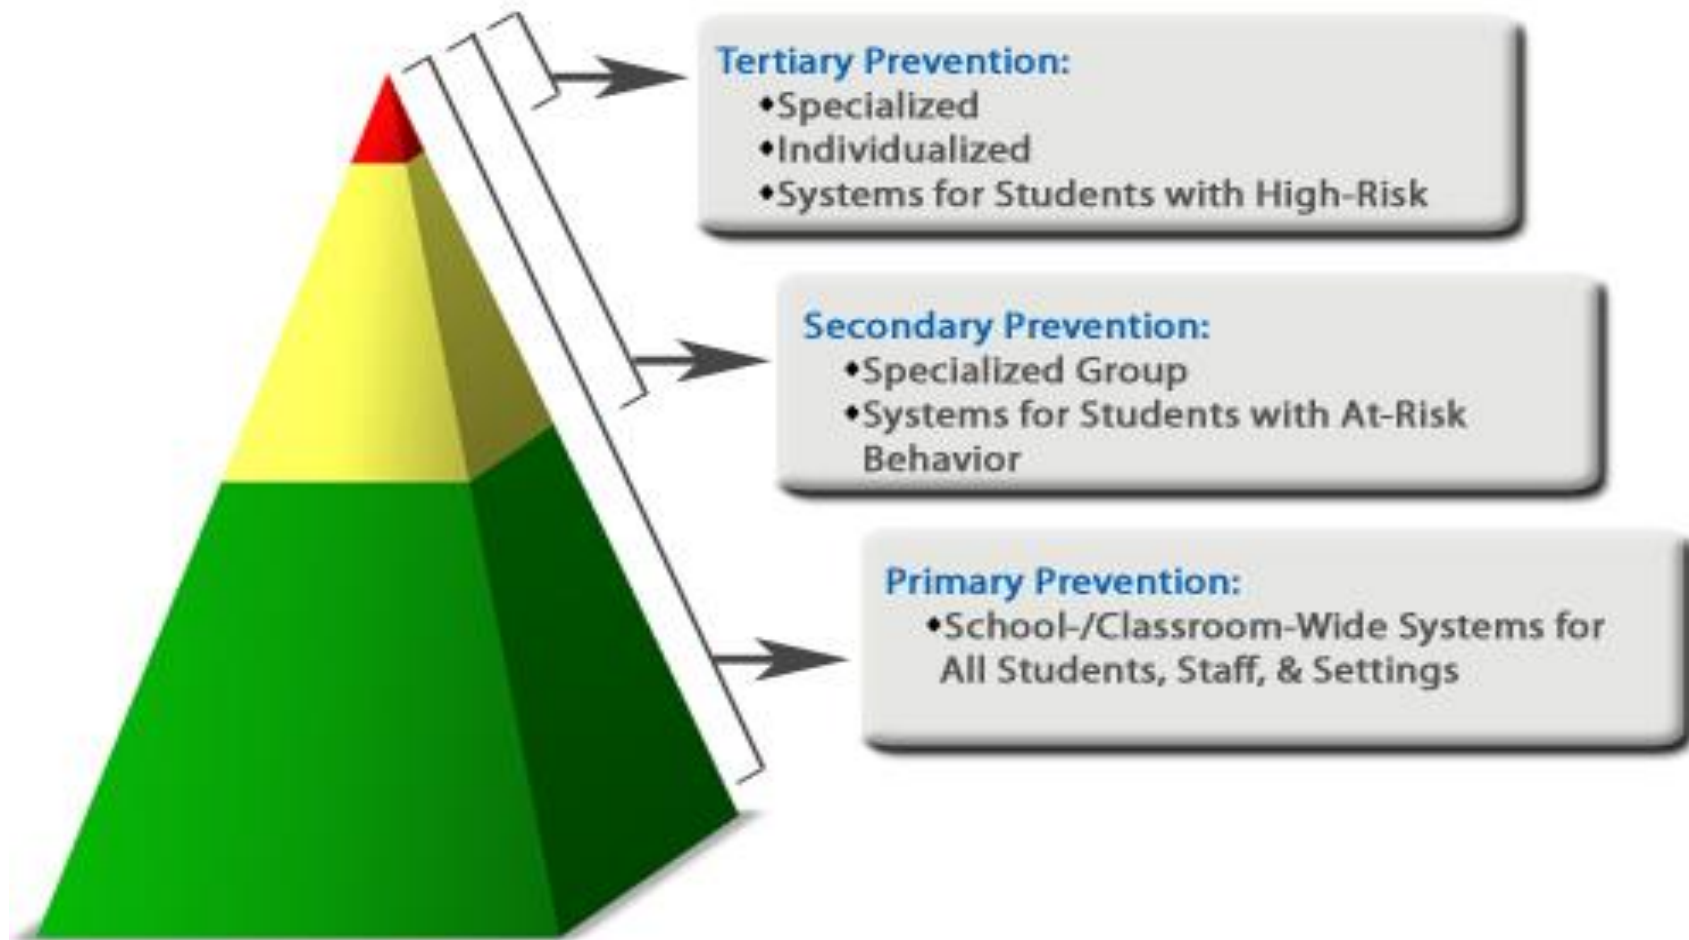 Tertiary Prevention:
◆Specialized
◆Individualized
◆Systems for Students with High-Risk
Secondary Prevention:
◆Specialized Group
◆Systems for Students with At-Risk
Behavior
Primary Prevention:
◆School-/Classroom-Wide Systems for
All Students, Staff, & Settings